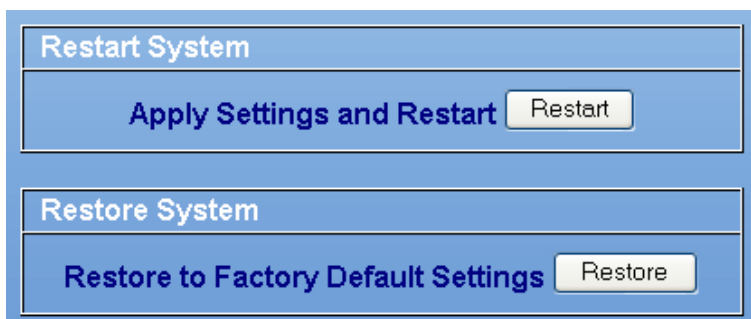 Restart System
Apply Settings and Restart Restart
Restore System
Restore to Factory Default Settings Restore